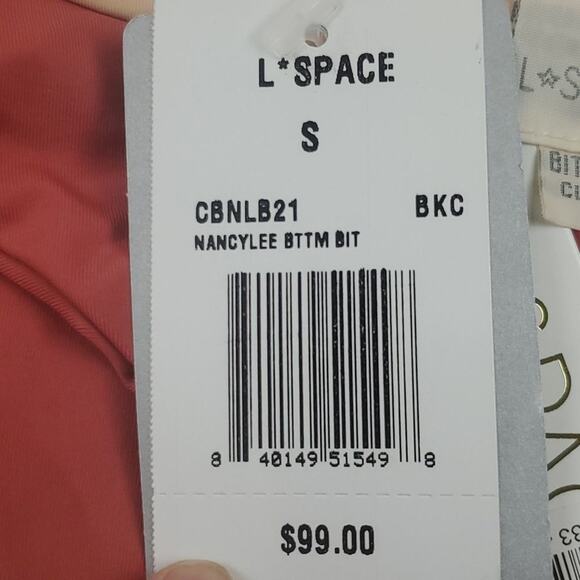 L*SPACE
S
CBNLB21 BKC
NANCYLEE BTTM BIT
8 40149 51549 8
$99.00
L*S